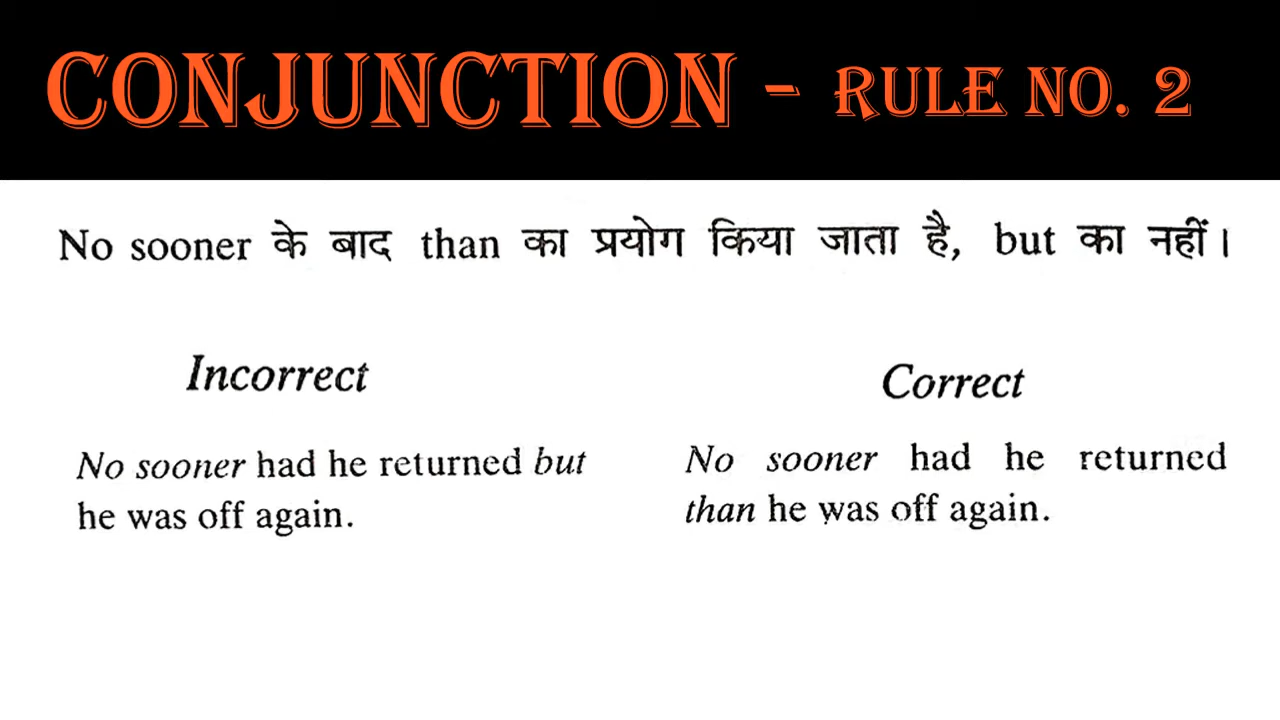 CONJUNCTION - RULE NO. 2
No sooner के बाद than का प्रयोग किया जाता है, but का नहीं।
Incorrect
No sooner had he returned but
he was off again.
Correct
No sooner had he returned
than he was off again.